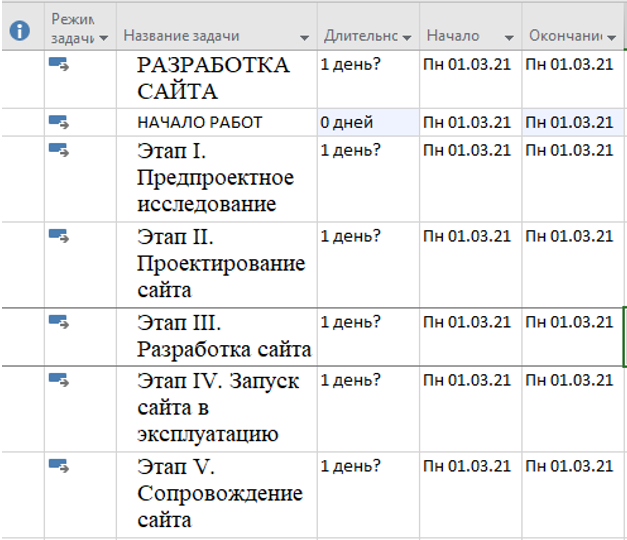 Режим задачи Название задачи Длительнс Начало Окончани
РАЗРАБОТКА САЙТА 1 день? Пн 01.03.21 Пн 01.03.21
НАЧАЛО РАБОТ 0 дней Пн 01.03.21 Пн 01.03.21
Этап I. Предпроектное исследование 1 день? Пн 01.03.21 Пн 01.03.21
Этап II. Проектирование сайта 1 день? Пн 01.03.21 Пн 01.03.21
Этап III. Разработка сайта 1 день? Пн 01.03.21 Пн 01.03.21
Этап IV. Запуск сайта в эксплуатацию 1 день? Пн 01.03.21 Пн 01.03.21
Этап V. Сопровождение сайта 1 день? Пн 01.03.21 Пн 01.03.21